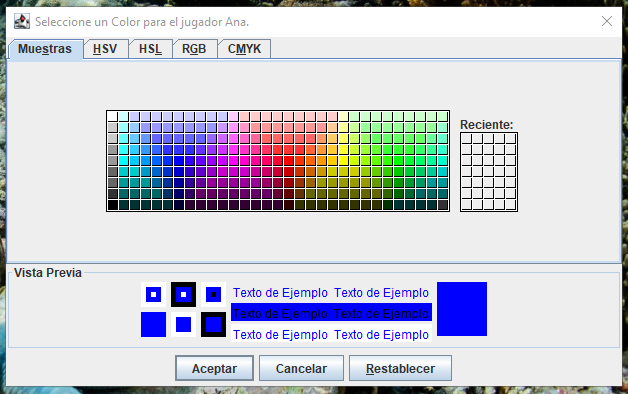 Seleccione un Color para el jugador Ana.
Muestras HSV HSL RGB CMYK
Reciente:
Vista Previa
Texto de Ejemplo Texto de Ejemplo
Texto de Ejemplo Texto de Ejemplo
Texto de Ejemplo Texto de Ejemplo
Aceptar Cancelar Restablecer